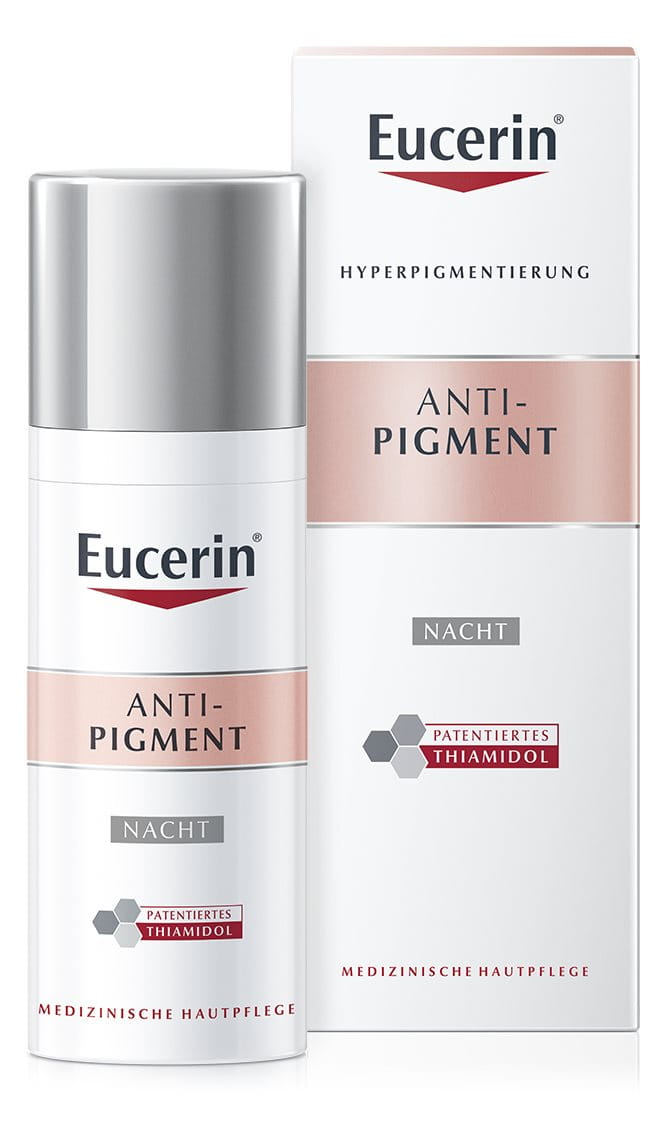 Eucerin®
HYPERPIGMENTIERUNG
ANTI-
PIGMENT
NACHT
PATENTIERTES
THIAMIDOL
MEDIZINISCHE HAUTPFLEGE
Eucerin®
ANTI-
PIGMENT
NACHT
PATENTIERTES
THIAMIDOL
MEDIZINISCHE HAUTPFLEGE